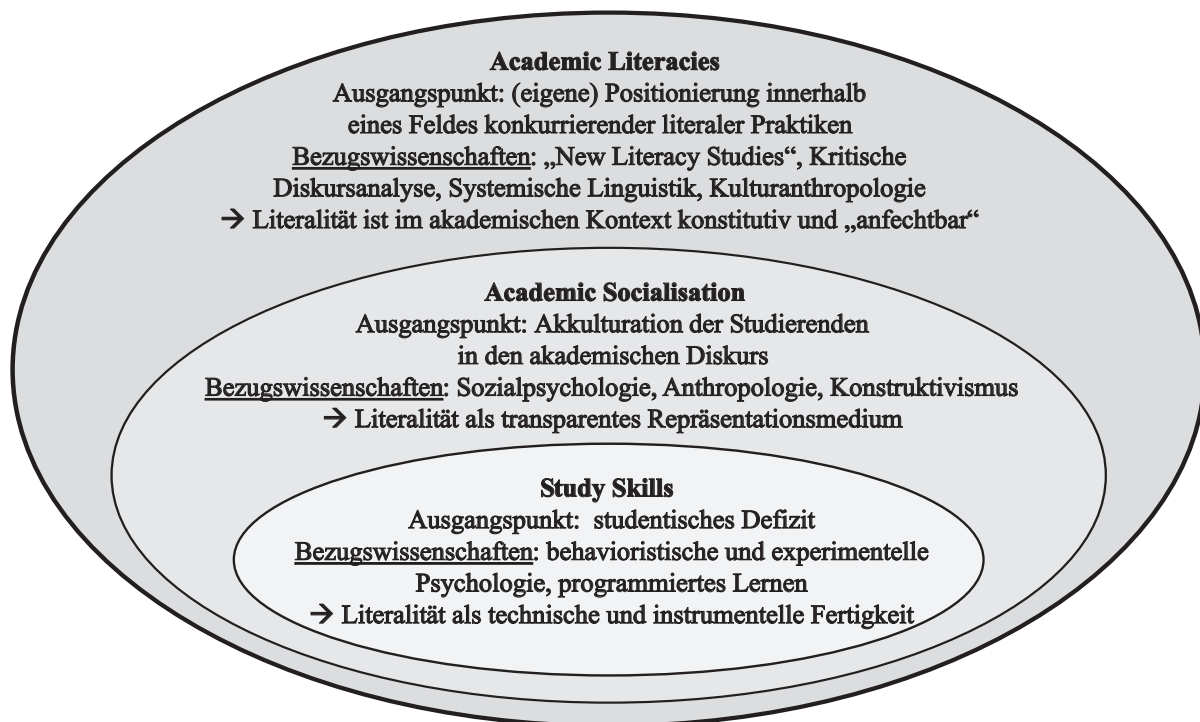 Academic Literacies
Ausgangspunkt: (eigene) Positionierung innerhalb
eines Feldes konkurrierender literaler Praktiken
Bezugswissenschaften: „New Literacy Studies“, Kritische
Diskursanalyse, Systemische Linguistik, Kulturanthropologie
→ Literalität ist im akademischen Kontext konstitutiv und „anfechtbar“
Academic Socialisation
Ausgangspunkt: Akkulturation der Studierenden
in den akademischen Diskurs
Bezugswissenschaften: Sozialpsychologie, Anthropologie, Konstruktivismus
→ Literalität als transparentes Repräsentationsmedium
Study Skills
Ausgangspunkt: studentisches Defizit
Bezugswissenschaften: behavioristische und experimentelle
Psychologie, programmiertes Lernen
→ Literalität als technische und instrumentelle Fertigkeit